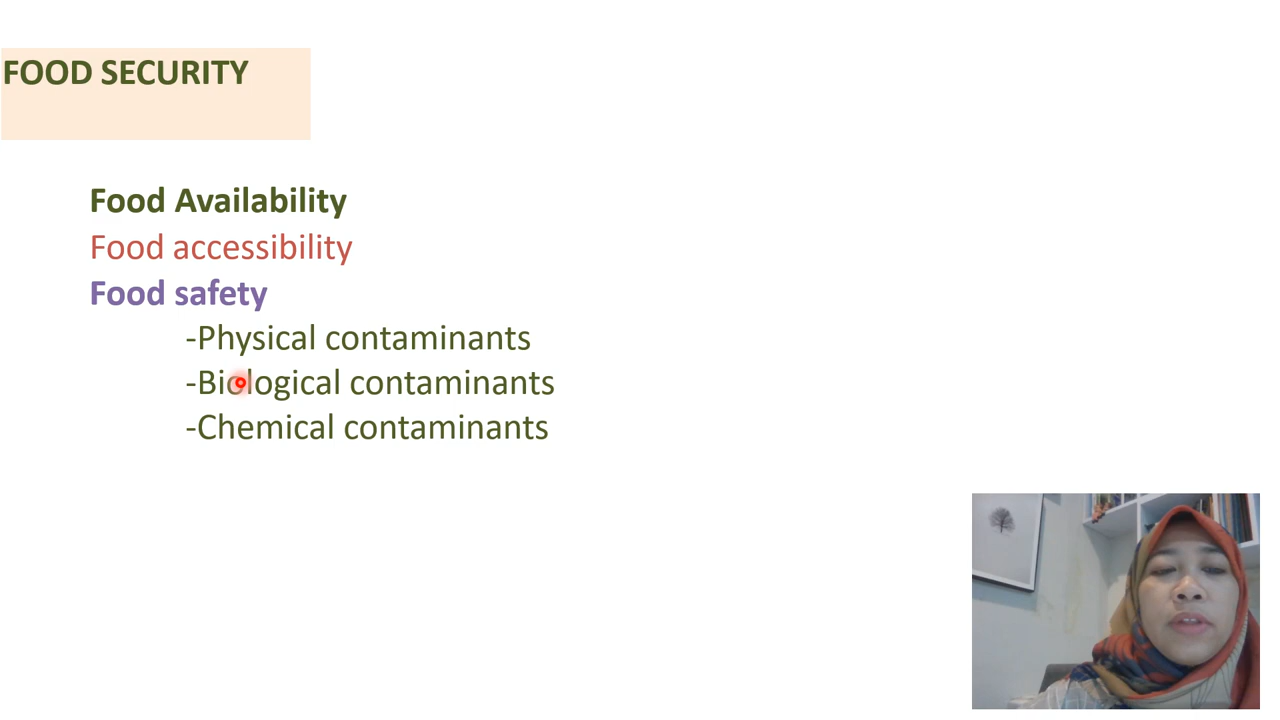 FOOD SECURITY
Food Availability
Food accessibility
Food safety
-Physical contaminants
-Biological contaminants
-Chemical contaminants